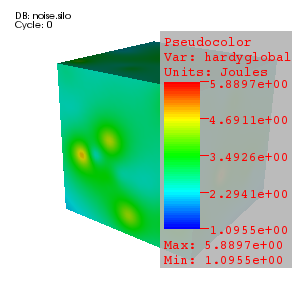 DB: noise.silo
Cycle: 0
Pseudocolor
Var: hardyglobal
Units: Joules
5.8897e+00
4.6911e+00
3.4926e+00
2.2941e+00
1.0955e+00
Max: 5.8897e+00
Min: 1.0955e+00